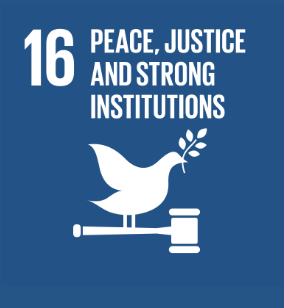 16 PEACE, JUSTICE
AND STRONG
INSTITUTIONS